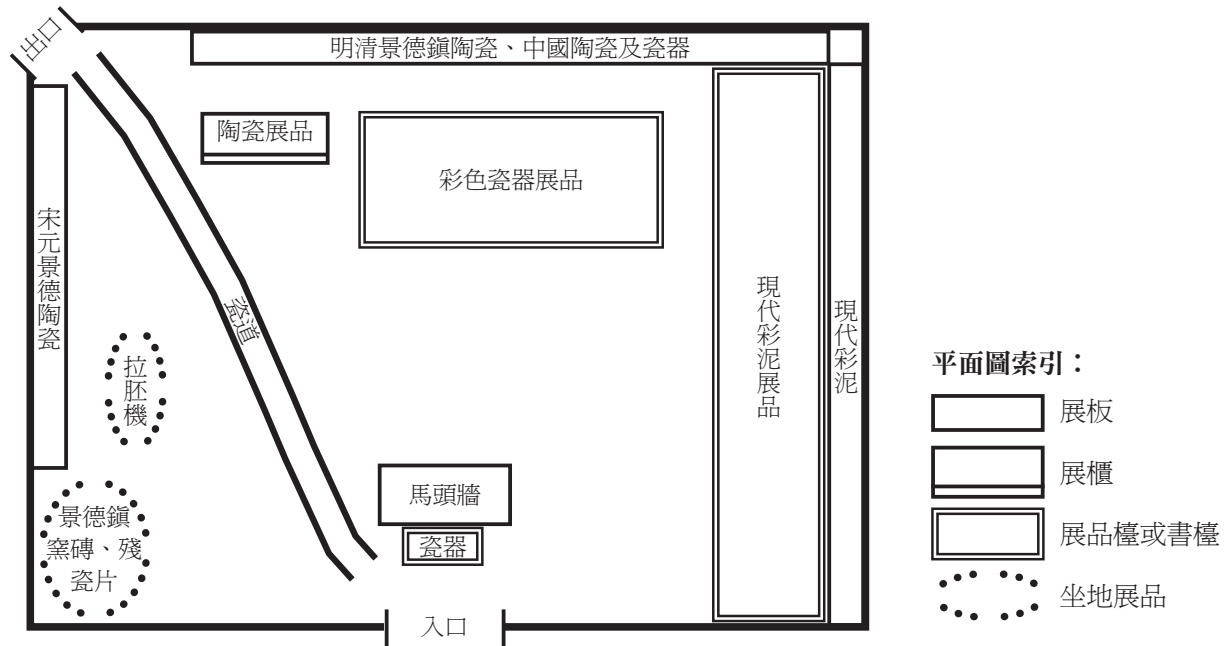 出口
明清景德鎮陶瓷、中國陶瓷及瓷器
陶瓷展品
彩色瓷器展品
宋元景德陶瓷
瓷道
現代彩泥展品
現代彩泥
拉胚機
馬頭牆
瓷器
景德鎮
窯磚、殘
瓷片
入口
平面圖索引：
展板
展櫃
展品檯或書檯
坐地展品